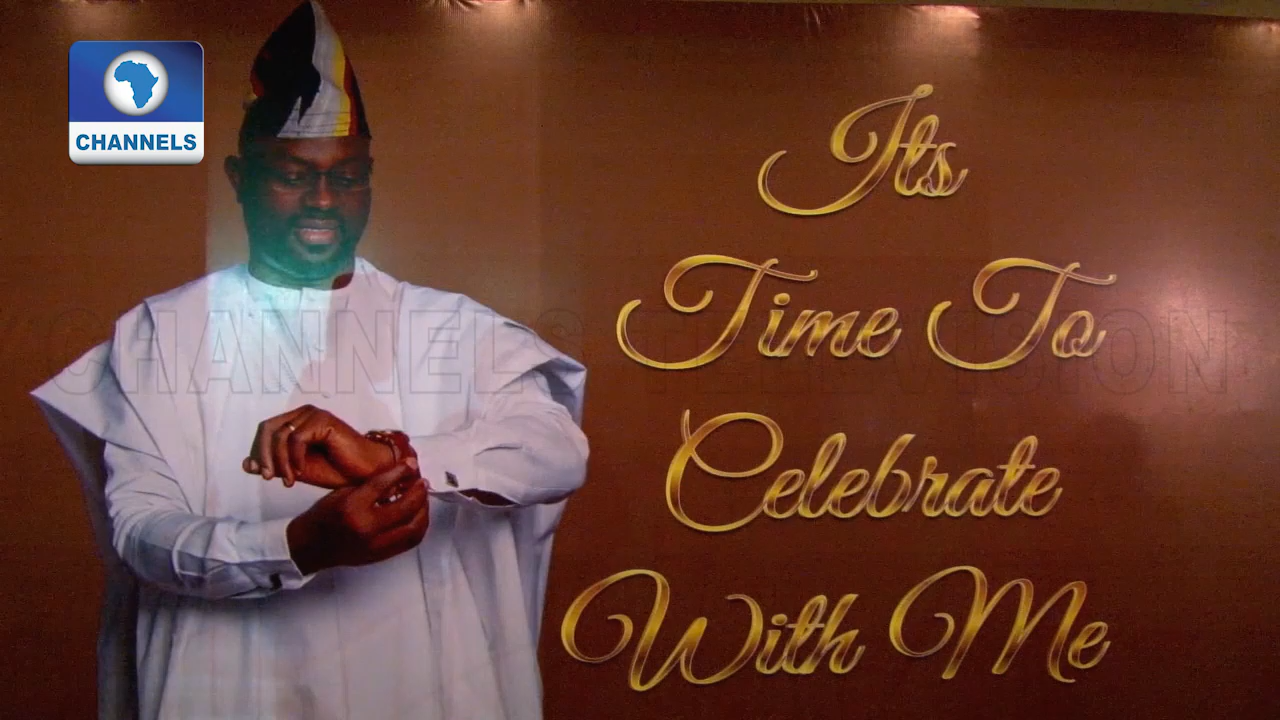 CHANNELS
Its
Time To
Celebrate
With Me
CHANNELS TELEVISION